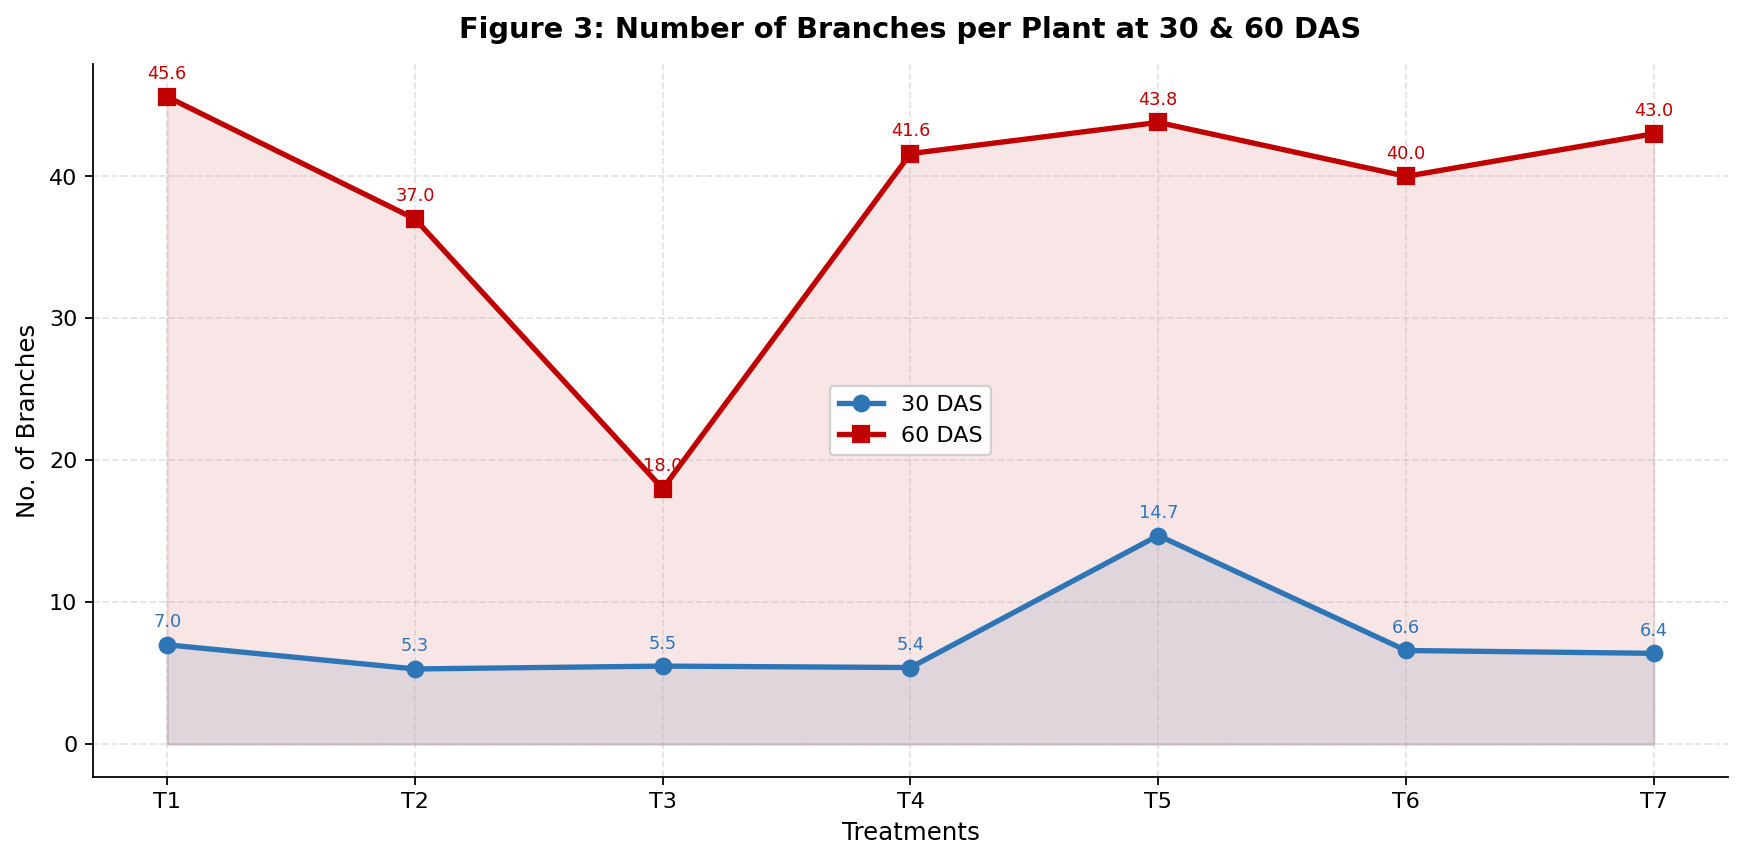 Figure 3: Number of Branches per Plant at 30 & 60 DAS
No. of Branches
40
30
20
10
0
45.6
37.0
18.0
41.6
43.8
40.0
43.0
30 DAS
60 DAS
7.0
5.3
5.5
5.4
14.7
6.6
6.4
T1
T2
T3
T4
T5
T6
T7
Treatments